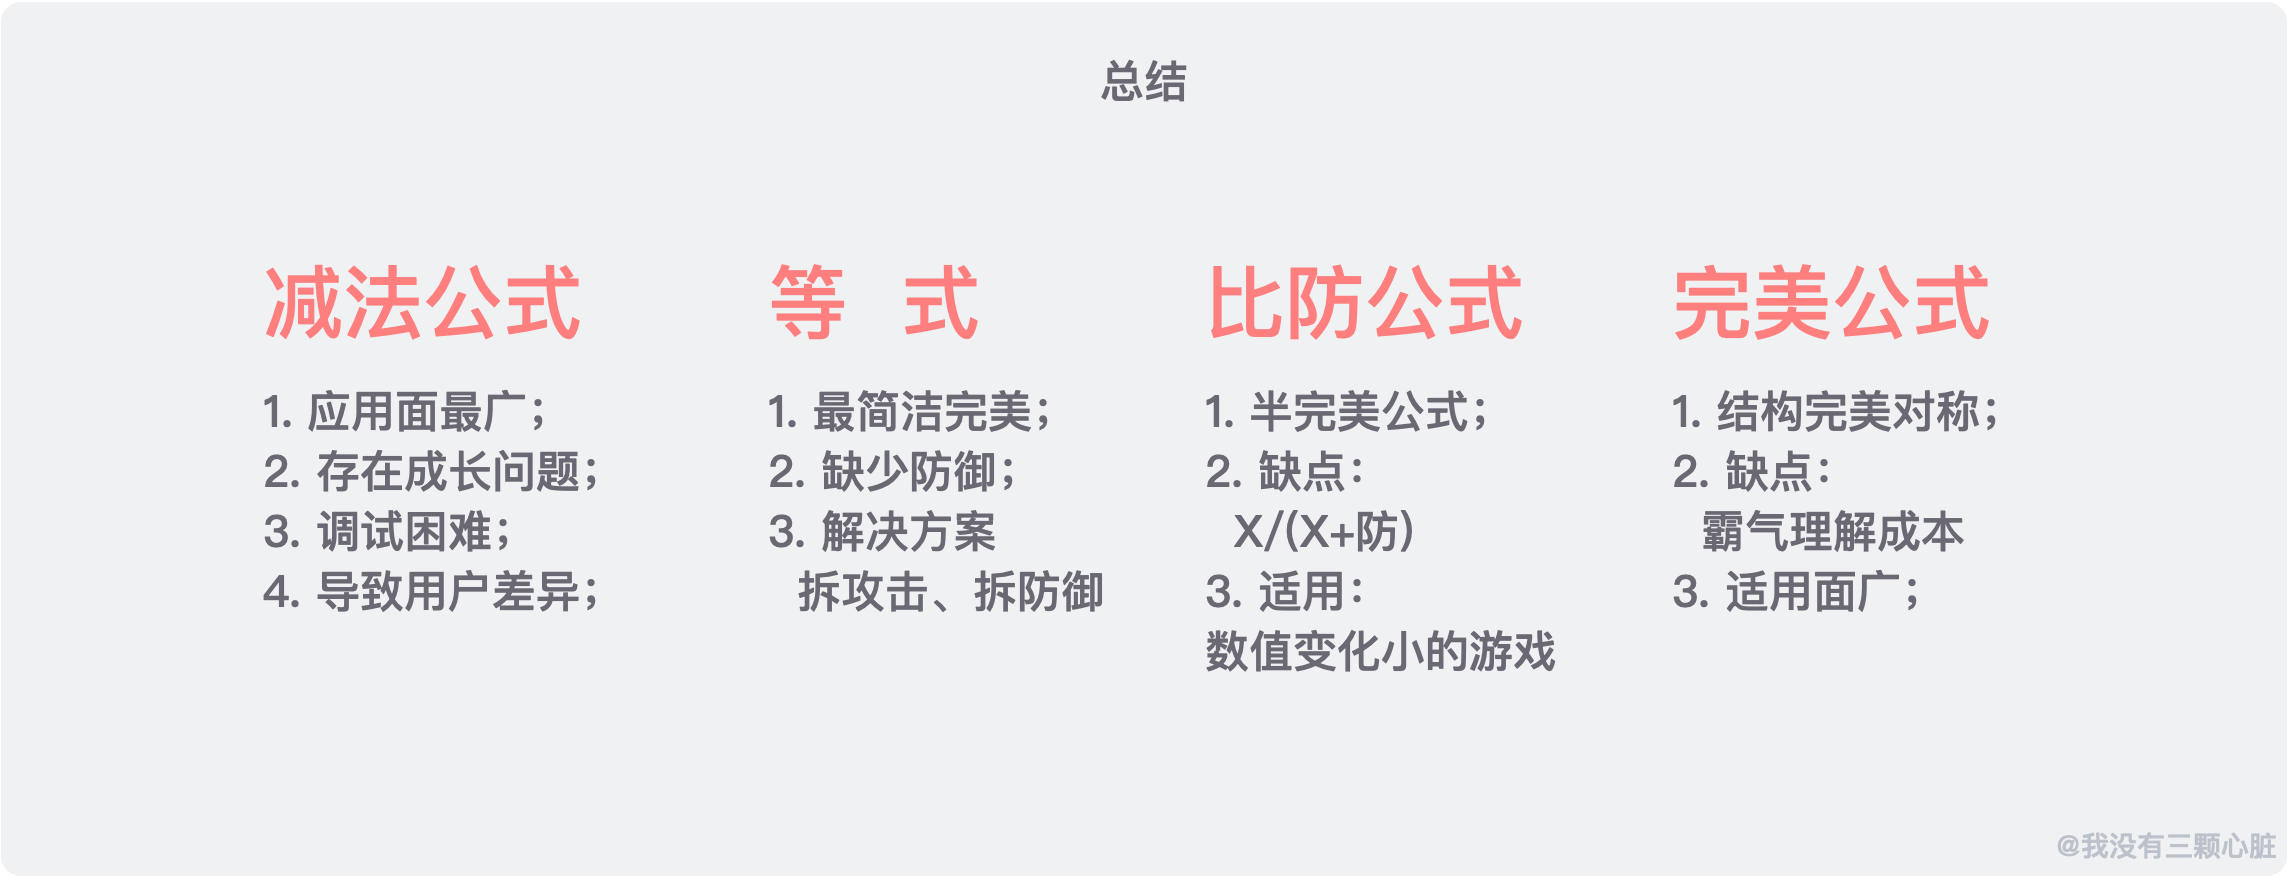 总结
减法公式
1. 应用面最广；
2. 存在成长问题；
3. 调试困难；
4. 导致用户差异；
等 式
1. 最简洁完美；
2. 缺少防御；
3. 解决方案
拆攻击、拆防御
比防公式
1. 半完美公式；
2. 缺点：
X/(X+防)
3. 适用：
数值变化小的游戏
完美公式
1. 结构完美对称；
2. 缺点：
霸气理解成本
3. 适用面广；
@我没有三颗心脏